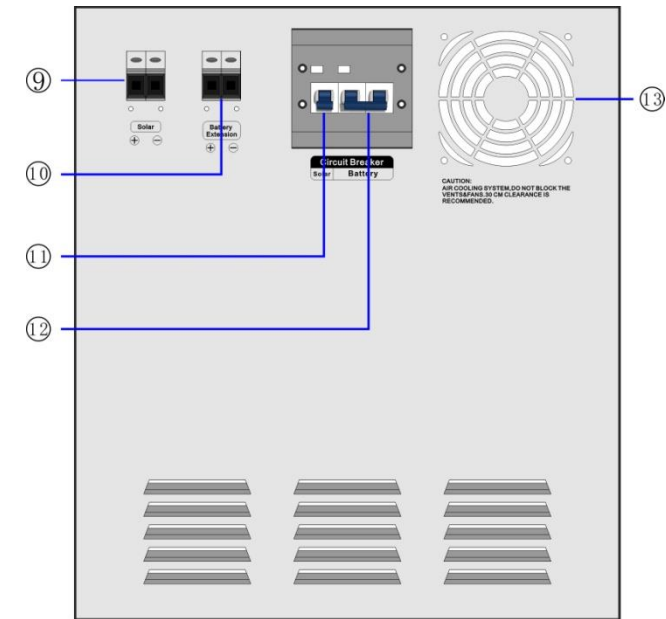 ⑨
⑩
⑪
⑫
⑬
Solar
⊕ ⊖
Battery
Extension
⊕ ⊖
Circuit Breaker
Solar Battery
CAUTION:
AIR COOLING SYSTEM,DO NOT BLOCK THE
VENTS&FANS.30 CM CLEARANCE IS
RECOMMENDED.